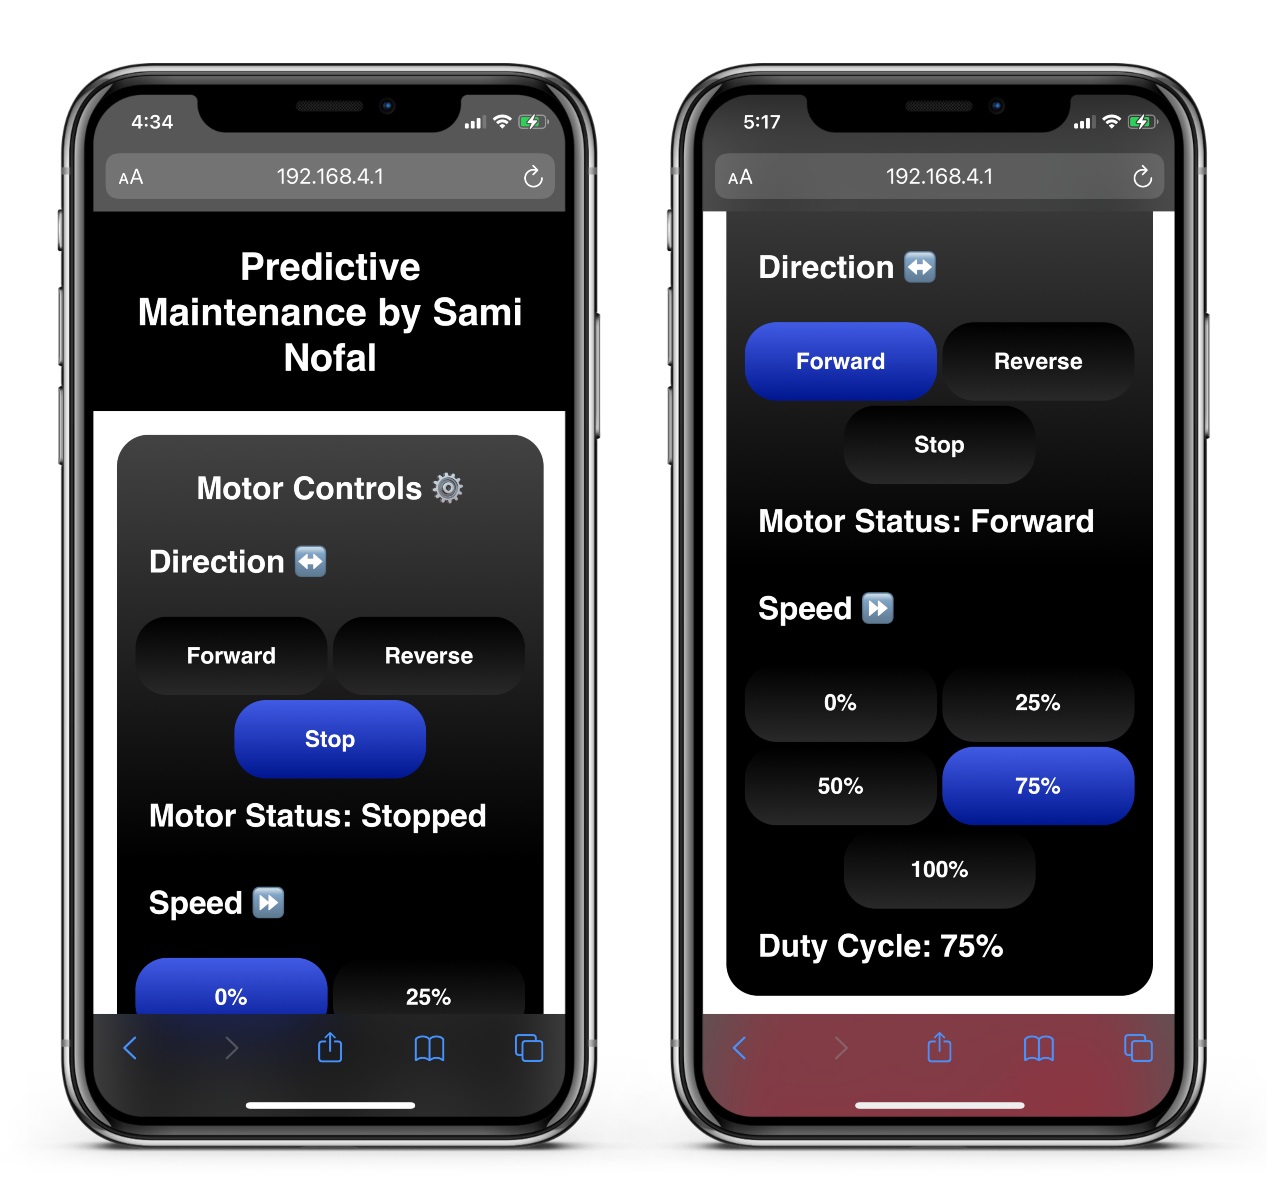 4:34
AA 192.168.4.1
Predictive
Maintenance by Sami
Nofal
Motor Controls ⚙️
Direction ↔️
Forward Reverse
Stop
Motor Status: Stopped
Speed ⏩
0% 25%
5:17
AA 192.168.4.1
Direction ↔️
Forward Reverse
Stop
Motor Status: Forward
Speed ⏩
0% 25%
50% 75%
100%
Duty Cycle: 75%